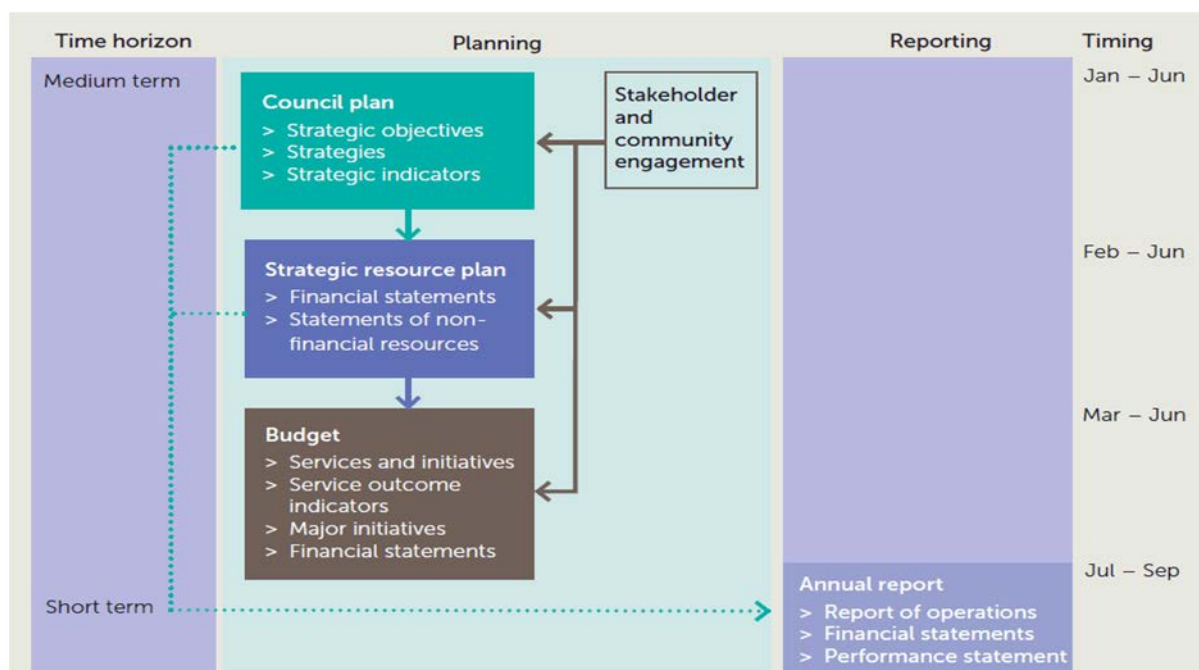 Time horizon
Planning
Reporting
Timing
Medium term
Jan – Jun
Council plan
> Strategic objectives
> Strategies
> Strategic indicators
Stakeholder
and
community
engagement
Feb – Jun
Strategic resource plan
> Financial statements
> Statements of non-
financial resources
Mar – Jun
Budget
> Services and initiatives
> Service outcome
indicators
> Major initiatives
> Financial statements
Jul – Sep
Short term
Annual report
> Report of operations
> Financial statements
> Performance statement